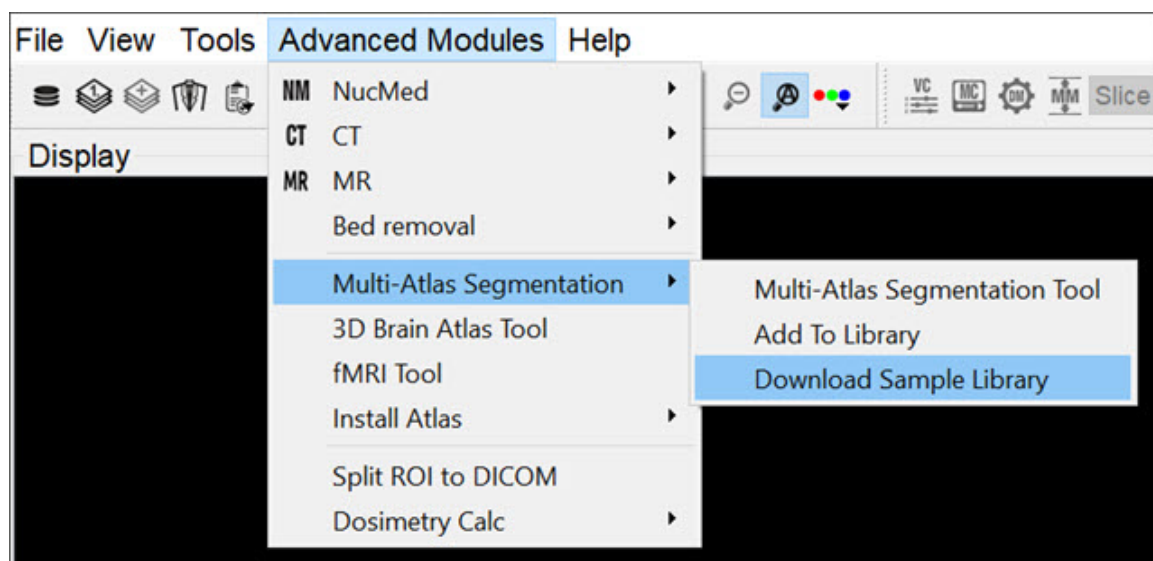 File View Tools Advanced Modules Help
VC MC DM MM Slice
Display
NM NucMed
CT CT
MR MR
Bed removal
Multi-Atlas Segmentation
3D Brain Atlas Tool
fMRI Tool
Install Atlas
Split ROI to DICOM
Dosimetry Calc
Multi-Atlas Segmentation Tool
Add To Library
Download Sample Library